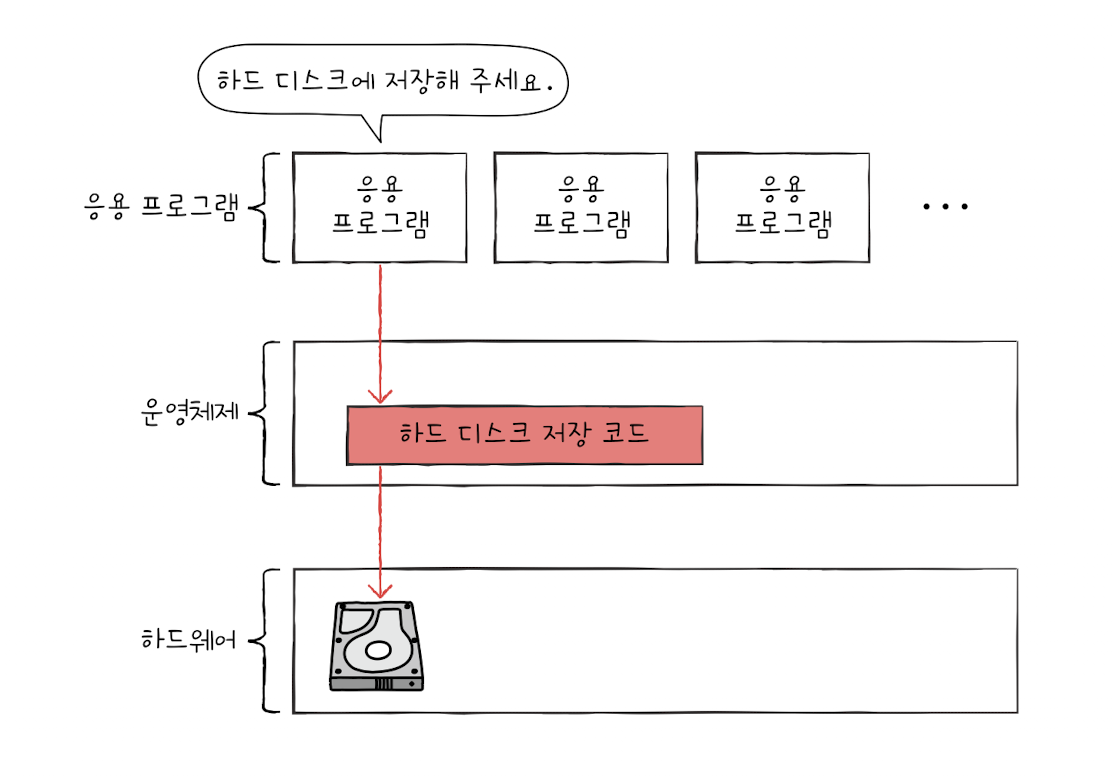 하드 디스크에 저장해 주세요.
응용 프로그램
응용
프로그램
응용
프로그램
응용
프로그램
...
운영체제
하드 디스크 저장 코드
하드웨어